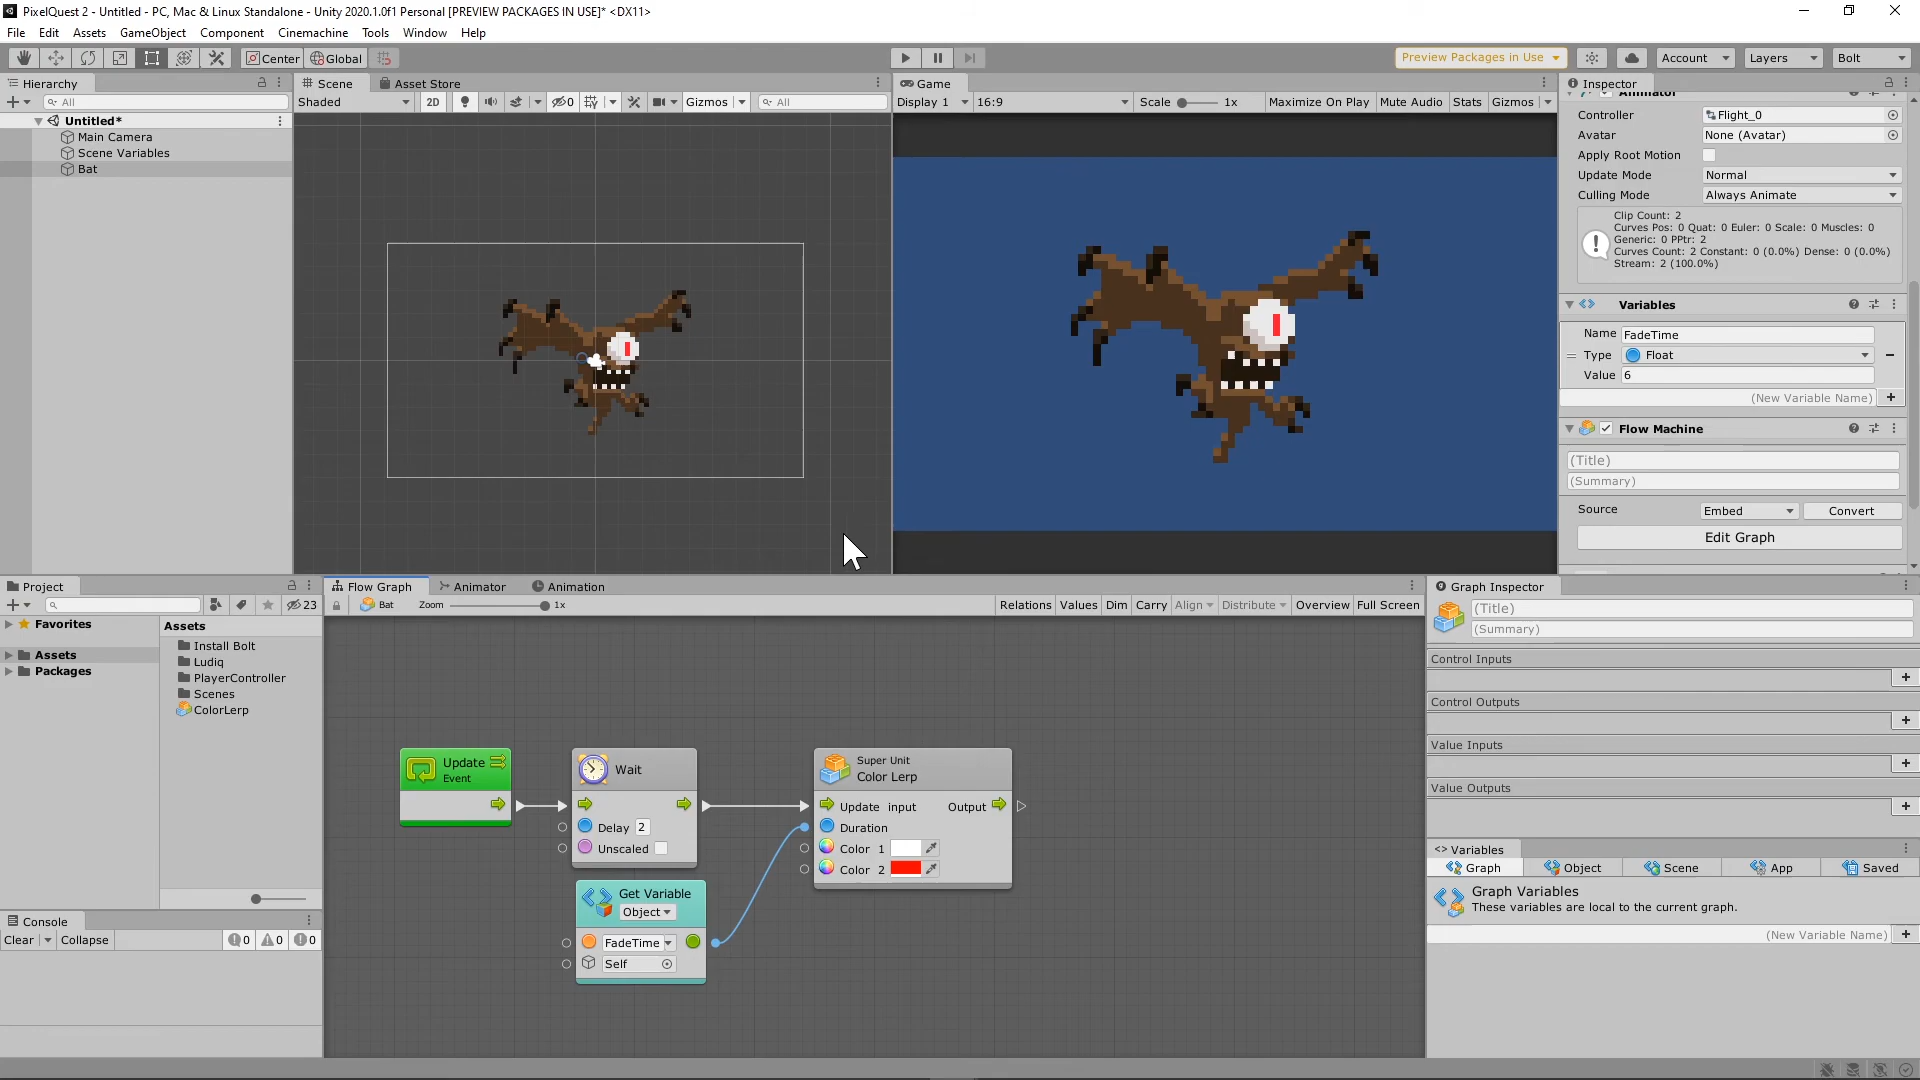 PixelQuest 2 - Untitled - PC, Mac & Linux Standalone - Unity 2020.1.0f1 Personal [PREVIEW PACKAGES IN USE]* <DX11>
File Edit Assets GameObject Component Cinemachine Tools Window Help
Center Global Preview Packages in Use Account Layers Bolt
Hierarchy
All
Untitled*
Main Camera
Scene Variables
Bat
Scene Asset Store
Shaded 2D 0 Gizmos All
Game
Display 1 16:9 Scale 1x Maximize On Play Mute Audio Stats Gizmos
Inspector
Animator
Controller Flight_0
Avatar None (Avatar)
Apply Root Motion
Update Mode Normal
Culling Mode Always Animate
Clip Count: 2
Curves Pos: 0 Quat: 0 Euler: 0 Scale: 0 Muscles: 0
Generic: 0 PPtr: 2
Curves Count: 2 Constant: 0 (0.0%) Dense: 0 (0.0%)
Stream: 2 (100.0%)
Variables
Name FadeTime
Type Float
Value 6
(New Variable Name)
Flow Machine
(Title)
(Summary)
Source Embed Convert
Edit Graph
Project
23
Favorites
Assets
Packages
Assets
Install Bolt
Ludiq
PlayerController
Scenes
ColorLerp
Console
Clear Collapse 0 0 0
Flow Graph Animator Animation
Bat Zoom 1x Relations Values Dim Carry Align Distribute Overview Full Screen
Update
Event
Wait
Delay 2
Unscaled
Get Variable
Object
FadeTime
Self
Super Unit
Color Lerp
Update input Output
Duration
Color 1
Color 2
Graph Inspector
(Title)
(Summary)
Control Inputs
Control Outputs
Value Inputs
Value Outputs
Variables
Graph Object Scene App Saved
Graph Variables
These variables are local to the current graph.
(New Variable Name)